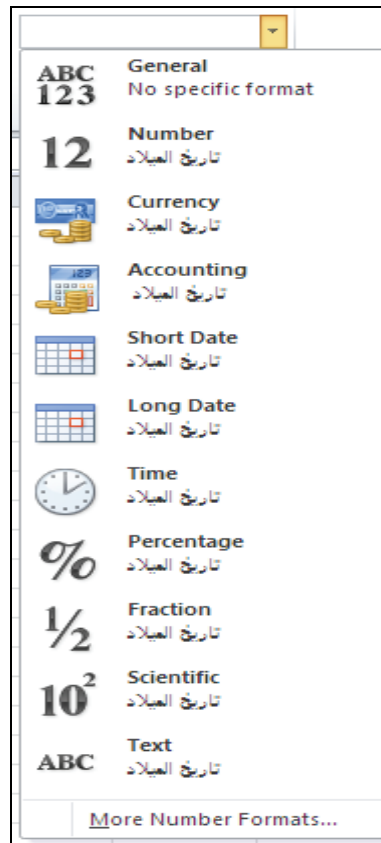 ABC
123
General
No specific format
12
Number
تاريخ الميلاد
Currency
تاريخ الميلاد
123
Accounting
تاريخ الميلاد
Short Date
تاريخ الميلاد
Long Date
تاريخ الميلاد
Time
تاريخ الميلاد
%
Percentage
تاريخ الميلاد
1/2
Fraction
تاريخ الميلاد
10²
Scientific
تاريخ الميلاد
ABC
Text
تاريخ الميلاد
More Number Formats...